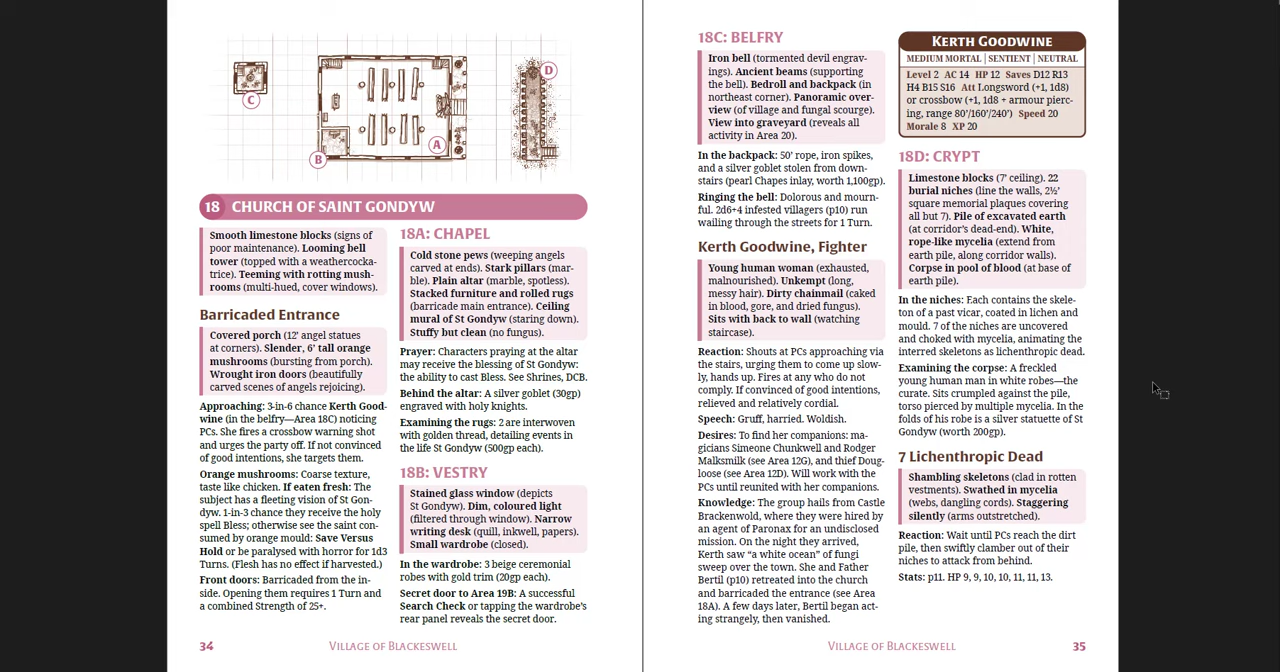 C
A
B
D
18 CHURCH OF SAINT GONDYW
Smooth limestone blocks (signs of
poor maintenance). Looming bell
tower (topped with a weathercocka-
trice). Teeming with rotting mush-
rooms (multi-hued, cover windows).
Barricaded Entrance
Covered porch (12’ angel statues
at corners). Slender, 6’ tall orange
mushrooms (bursting from porch).
Wrought iron doors (beautifully
carved scenes of angels rejoicing).
Approaching: 3-in-6 chance Kerth Good-
wine (in the belfry—Area 18C) noticing
PCs. She fires a crossbow warning shot
and urges the party off. If not convinced
of good intentions, she targets them.
Orange mushrooms: Coarse texture,
taste like chicken. If eaten fresh: The
subject has a fleeting vision of St Gon-
dyw. 1-in-3 chance they receive the holy
spell Bless; otherwise see the saint con-
sumed by orange mould: Save Versus
Hold or be paralysed with horror for 1d3
Turns. (Flesh has no effect if harvested.)
Front doors: Barricaded from the in-
side. Opening them requires 1 Turn and
a combined Strength of 25+.
18A: CHAPEL
Cold stone pews (weeping angels
carved at ends). Stark pillars (mar-
ble). Plain altar (marble, spotless).
Stacked furniture and rolled rugs
(barricade main entrance). Ceiling
mural of St Gondyw (staring down).
Stuffy but clean (no fungus).
Prayer: Characters praying at the altar
may receive the blessing of St Gondyw:
the ability to cast Bless. See Shrines, DCB.
Behind the altar: A silver goblet (30gp)
engraved with holy knights.
Examining the rugs: 2 are interwoven
with golden thread, detailing events in
the life St Gondyw (500gp each).
18B: VESTRY
Stained glass window (depicts
St Gondyw). Dim, coloured light
(filtered through window). Narrow
writing desk (quill, inkwell, papers).
Small wardrobe (closed).
In the wardrobe: 3 beige ceremonial
robes with gold trim (20gp each).
Secret door to Area 19B: A successful
Search Check or tapping the wardrobe’s
rear panel reveals the secret door.
34 VILLAGE OF BLACKESWELL
18C: BELFRY
Iron bell (tormented devil engrav-
ings). Ancient beams (supporting
the bell). Bedroll and backpack (in
northeast corner). Panoramic over-
view (of village and fungal scourge).
View into graveyard (reveals all
activity in Area 20).
In the backpack: 50’ rope, iron spikes,
and a silver goblet stolen from down-
stairs (pearl Chapes inlay, worth 1,100gp).
Ringing the bell: Dolorous and mourn-
ful. 2d6+4 infested villagers (p10) run
wailing through the streets for 1 Turn.
Kerth Goodwine, Fighter
Young human woman (exhausted,
malnourished). Unkempt (long,
messy hair). Dirty chainmail (caked
in blood, gore, and dried fungus).
Sits with back to wall (watching
staircase).
Reaction: Shouts at PCs approaching via
the stairs, urging them to come up slow-
ly, hands up. Fires at any who do not
comply. If convinced of good intentions,
relieved and relatively cordial.
Speech: Gruff, harried. Woldish.
Desires: To find her companions: ma-
gicians Simeone Chunkwell and Rodger
Malksmilk (see Area 12G), and thief Doug-
loose (see Area 12D). Will work with the
PCs until reunited with her companions.
Knowledge: The group hails from Castle
Brackenwold, where they were hired by
an agent of Paronax for an undisclosed
mission. On the night they arrived,
Kerth saw “a white ocean” of fungi
sweep over the town. She and Father
Bertil (p10) retreated into the church
and barricaded the entrance (see Area
18A). A few days later, Bertil began act-
ing strangely, then vanished.
KERTH GOODWINE
MEDIUM MORTAL | SENTIENT | NEUTRAL
Level 2 AC 14 HP 12 Saves D12 R13
H4 B15 S16 Att Longsword (+1, 1d8)
or crossbow (+1, 1d8 + armour pierc-
ing, range 80’/160’/240’) Speed 20
Morale 8 XP 20
18D: CRYPT
Limestone blocks (7’ ceiling). 22
burial niches (line the walls, 2½’
square memorial plaques covering
all but 7). Pile of excavated earth
(at corridor’s dead-end). White,
rope-like mycelia (extend from
earth pile, along corridor walls).
Corpse in pool of blood (at base of
earth pile).
In the niches: Each contains the skele-
ton of a past vicar, coated in lichen and
mould. 7 of the niches are uncovered
and choked with mycelia, animating the
interred skeletons as lichenthropic dead.
Examining the corpse: A freckled
young human man in white robes—the
curate. Sits crumpled against the pile,
torso pierced by multiple mycelia. In the
folds of his robe is a silver statuette of St
Gondyw (worth 200gp).
7 Lichenthropic Dead
Shambling skeletons (clad in rotten
vestments). Swathed in mycelia
(webs, dangling cords). Staggering
silently (arms outstretched).
Reaction: Wait until PCs reach the dirt
pile, then swiftly clamber out of their
niches to attack from behind.
Stats: p11. HP 9, 9, 10, 10, 11, 11, 13.
VILLAGE OF BLACKESWELL 35